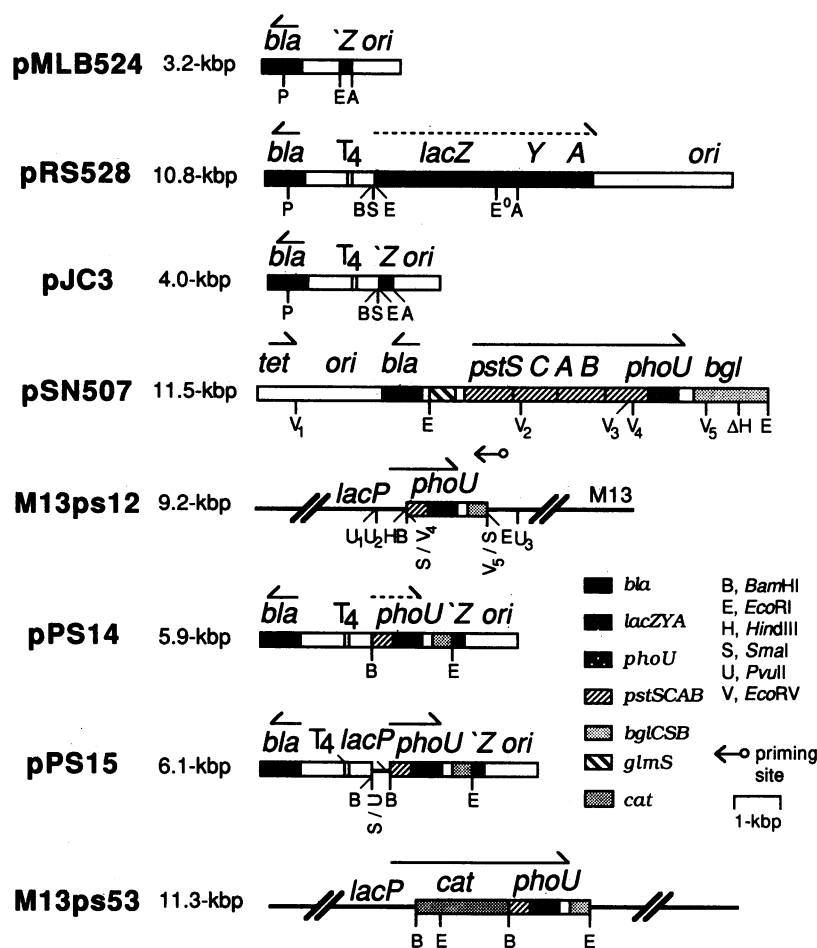 bla `Z ori
pMLB524 3.2-kbp
P E A
bla T4 lacZ Y A ori
pRS528 10.8-kbp
P B S E E⁰ A
bla T4 `Z ori
pJC3 4.0-kbp
P B S E A
tet ori bla pstS C A B phoU bgl
pSN507 11.5-kbp
V1 E V2 V3 V4 V5 ΔH E
lacP phoU M13
M13ps12 9.2-kbp
U1 U2 H B S/V4 V5/S E U3
bla T4 phoU `Z ori
pPS14 5.9-kbp
B E
bla T4 lacP phoU `Z ori
pPS15 6.1-kbp
B S/U B E
bla
lacZYA
phoU
pstSCAB
bglCSB
glmS
cat
B, BamHI
E, EcoRI
H, HindIII
S, SmaI
U, PvuII
V, EcoRV
priming
site
1-kbp
lacP cat phoU
M13ps53 11.3-kbp
B E B E